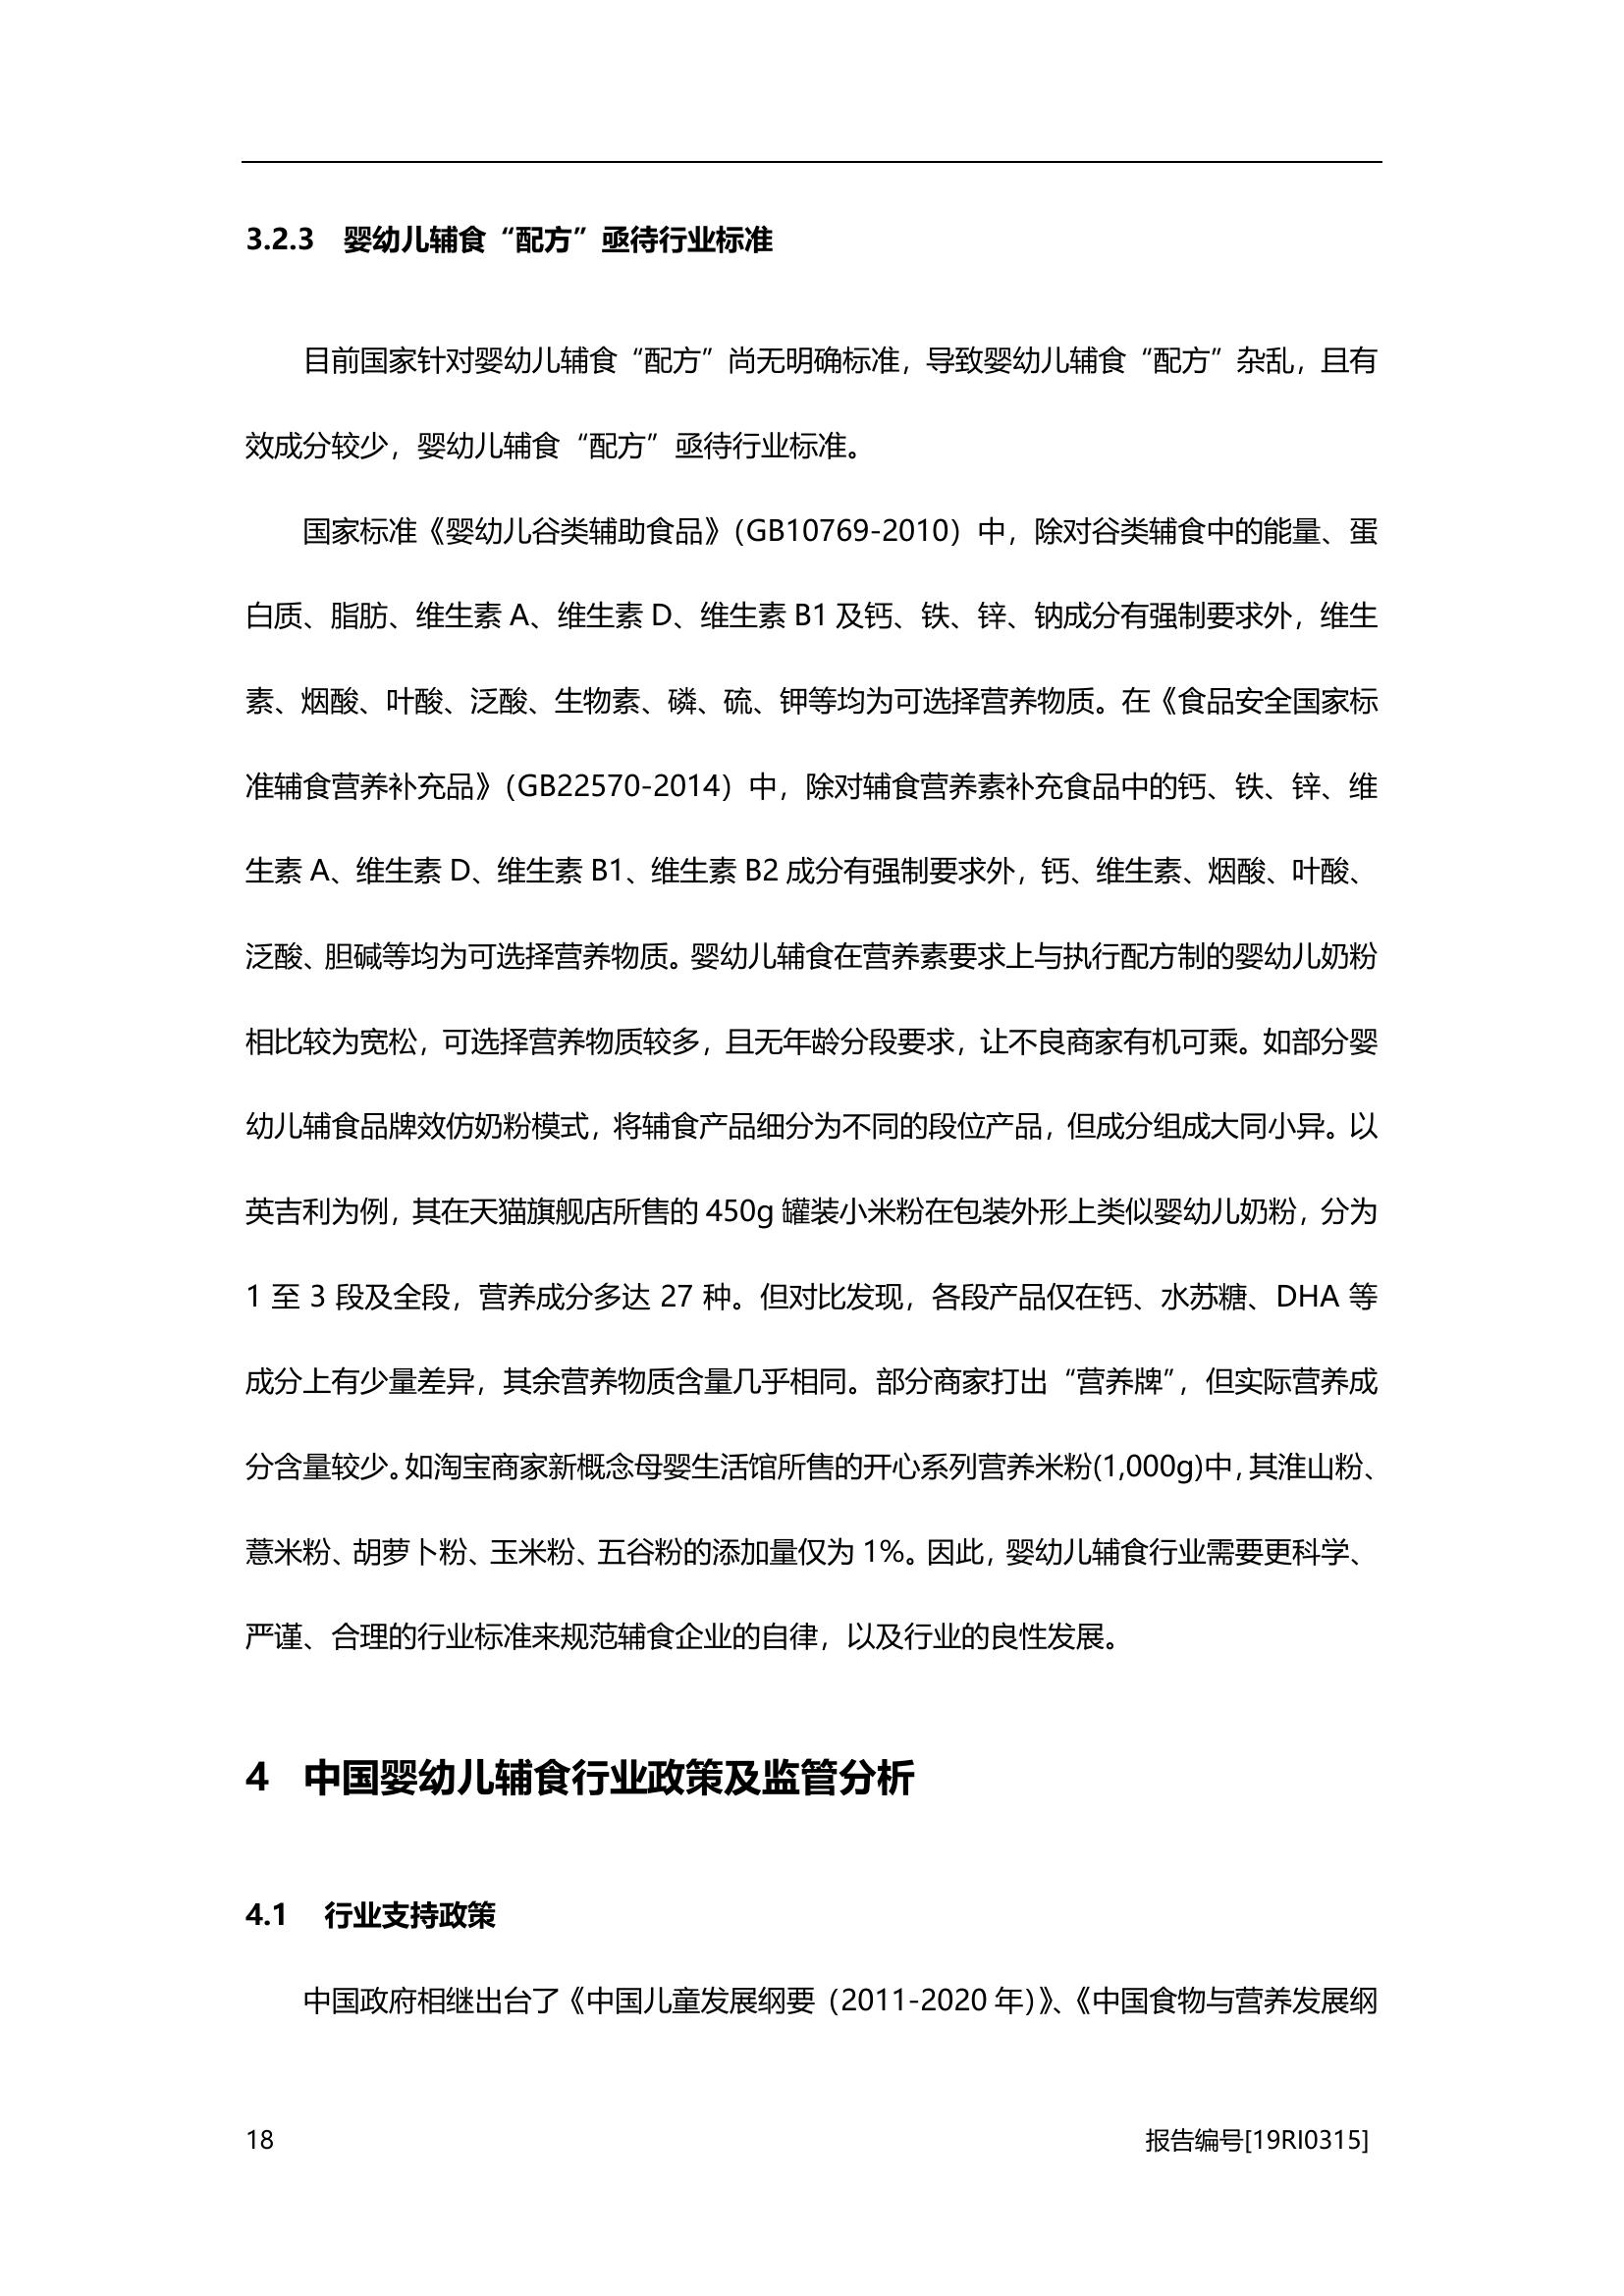 3.2.3 婴幼儿辅食“配方”亟待行业标准
目前国家针对婴幼儿辅食“配方”尚无明确标准，导致婴幼儿辅食“配方”杂乱，且有
效成分较少，婴幼儿辅食“配方”亟待行业标准。
国家标准《婴幼儿谷类辅助食品》（GB10769-2010）中，除对谷类辅食中的能量、蛋
白质、脂肪、维生素 A、维生素 D、维生素 B1 及钙、铁、锌、钠成分有强制要求外，维生
素、烟酸、叶酸、泛酸、生物素、磷、硫、钾等均为可选择营养物质。在《食品安全国家标
准辅食营养补充品》（GB22570-2014）中，除对辅食营养素补充食品中的钙、铁、锌、维
生素 A、维生素 D、维生素 B1、维生素 B2 成分有强制要求外，钙、维生素、烟酸、叶酸、
泛酸、胆碱等均为可选择营养物质。婴幼儿辅食在营养素要求上与执行配方制的婴幼儿奶粉
相比较为宽松，可选择营养物质较多，且无年龄分段要求，让不良商家有机可乘。如部分婴
幼儿辅食品牌效仿奶粉模式，将辅食产品细分为不同的段位产品，但成分组成大同小异。以
英吉利为例，其在天猫旗舰店所售的 450g 罐装小米粉在包装外形上类似婴幼儿奶粉，分为
1 至 3 段及全段，营养成分多达 27 种。但对比发现，各段产品仅在钙、水苏糖、DHA 等
成分上有少量差异，其余营养物质含量几乎相同。部分商家打出“营养牌”，但实际营养成
分含量较少。如淘宝商家新概念母婴生活馆所售的开心系列营养米粉(1,000g)中，其淮山粉、
薏米粉、胡萝卜粉、玉米粉、五谷粉的添加量仅为 1%。因此，婴幼儿辅食行业需要更科学、
严谨、合理的行业标准来规范辅食企业的自律，以及行业的良性发展。
4 中国婴幼儿辅食行业政策及监管分析
4.1 行业支持政策
中国政府相继出台了《中国儿童发展纲要（2011-2020 年）》、《中国食物与营养发展纲
18 报告编号[19RI0315]